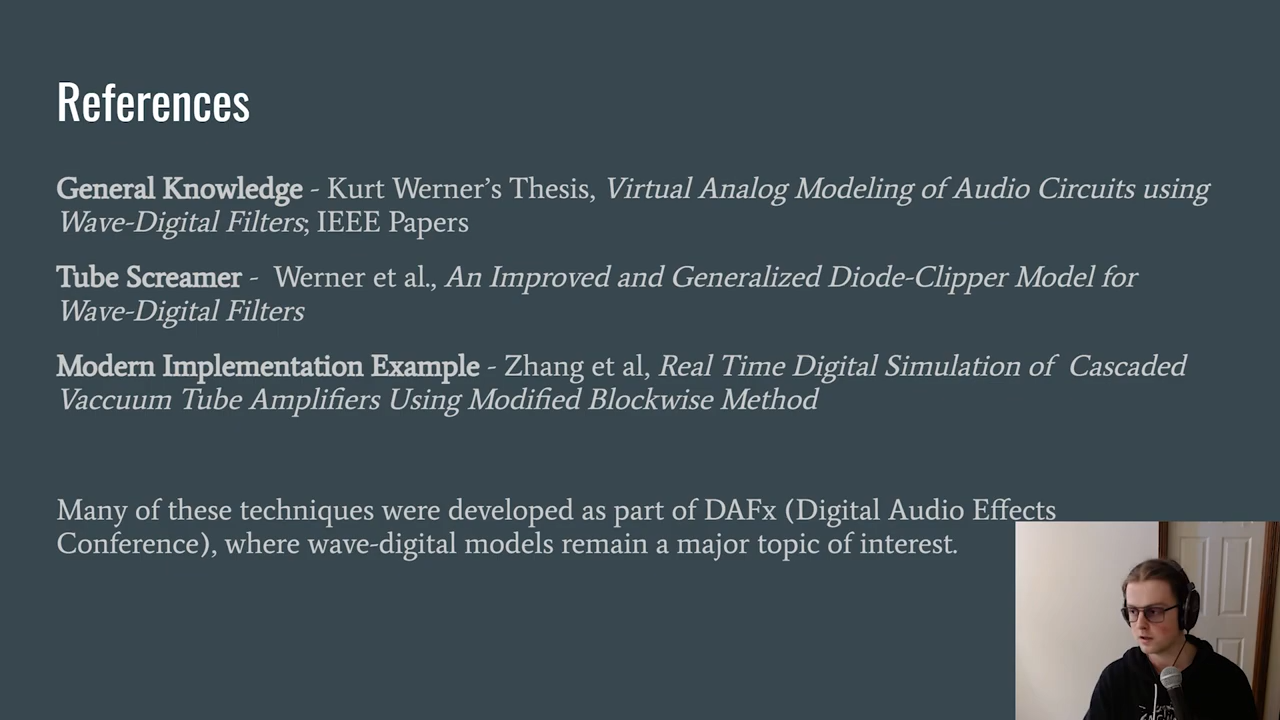 References
General Knowledge - Kurt Werner’s Thesis, Virtual Analog Modeling of Audio Circuits using
Wave-Digital Filters; IEEE Papers
Tube Screamer - Werner et al., An Improved and Generalized Diode-Clipper Model for
Wave-Digital Filters
Modern Implementation Example - Zhang et al, Real Time Digital Simulation of Cascaded
Vaccuum Tube Amplifiers Using Modified Blockwise Method
Many of these techniques were developed as part of DAFx (Digital Audio Effects
Conference), where wave-digital models remain a major topic of interest.